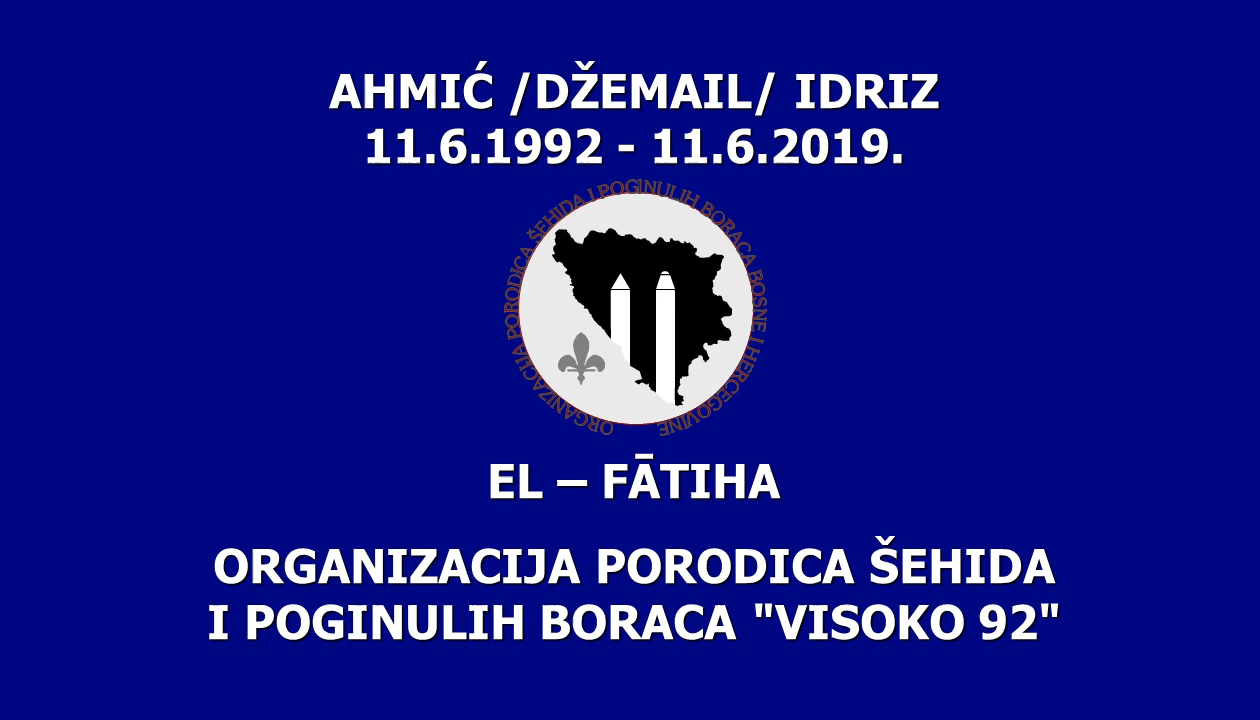 AHMIĆ /DŽEMAIL/ IDRIZ
11.6.1992 - 11.6.2019.
ORGANIZACIJA PORODICA ŠEHIDA I POGINULIH BORACA BOSNE I HERCEGOVINE
EL – FĀTIHA
ORGANIZACIJA PORODICA ŠEHIDA
I POGINULIH BORACA "VISOKO 92"